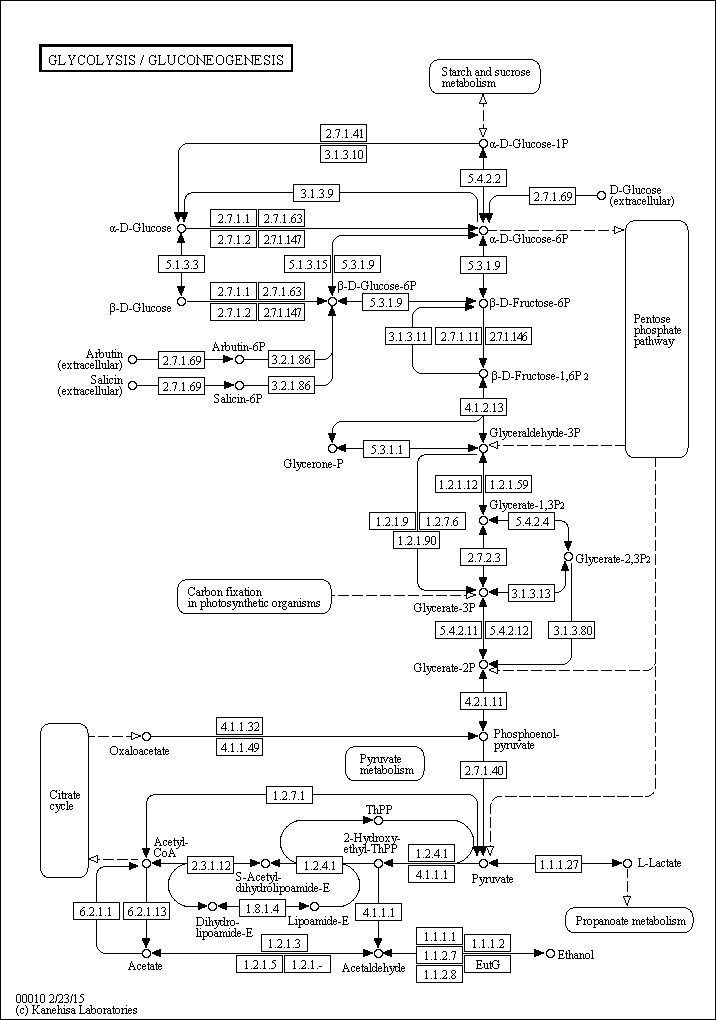 GLYCOLYSIS / GLUCONEOGENESIS
Starch and sucrose
metabolism
2.7.1.41
3.1.3.10
α-D-Glucose-1P
5.4.2.2
3.1.3.9
2.7.1.69
D-Glucose
(extracellular)
α-D-Glucose
2.7.1.1
2.7.1.63
2.7.1.2
2.7.1.147
α-D-Glucose-6P
5.1.3.3
5.1.3.15
5.3.1.9
5.3.1.9
β-D-Glucose
2.7.1.1
2.7.1.63
2.7.1.2
2.7.1.147
β-D-Glucose-6P
5.3.1.9
β-D-Fructose-6P
Pentose
phosphate
pathway
3.1.3.11
2.7.1.11
2.7.1.146
Arbutin
(extracellular)
2.7.1.69
Arbutin-6P
3.2.1.86
Salicin
(extracellular)
2.7.1.69
Salicin-6P
3.2.1.86
β-D-Fructose-1,6P2
4.1.2.13
Glyceraldehyde-3P
Glycerone-P
5.3.1.1
1.2.1.12
1.2.1.59
Glycerate-1,3P2
1.2.1.9
1.2.7.6
1.2.1.90
5.4.2.4
2.7.2.3
Glycerate-2,3P2
Carbon fixation
in photosynthetic organisms
Glycerate-3P
3.1.3.13
5.4.2.11
5.4.2.12
3.1.3.80
Glycerate-2P
4.2.1.11
4.1.1.32
4.1.1.49
Oxaloacetate
Phosphoenol-
pyruvate
Pyruvate
metabolism
2.7.1.40
Citrate
cycle
1.2.7.1
ThPP
Acetyl-
CoA
2.3.1.12
S-Acetyl-
dihydrolipoamide-E
1.2.4.1
2-Hydroxy-
ethyl-ThPP
1.2.4.1
4.1.1.1
Pyruvate
1.1.1.27
L-Lactate
6.2.1.1
6.2.1.13
Dihydro-
lipoamide-E
1.8.1.4
Lipoamide-E
4.1.1.1
Propanoate metabolism
Acetate
1.2.1.3
1.2.1.5
1.2.1.-
Acetaldehyde
1.1.1.1
1.1.1.2
1.1.2.7
EutG
1.1.2.8
Ethanol
00010 2/23/15
(c) Kanehisa Laboratories